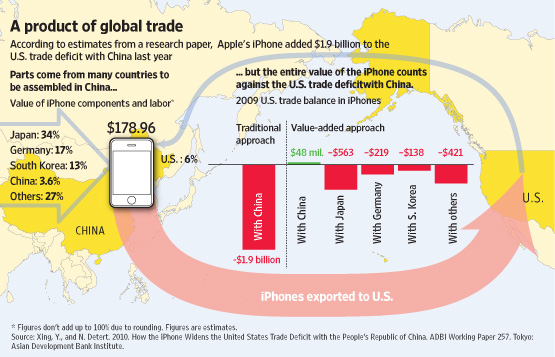 A product of global trade
According to estimates from a research paper, Apple's iPhone added $1.9 billion to the
U.S. trade deficit with China last year
Parts come from many countries to
be assembled in China...
Value of iPhone components and labor*
$178.96
Japan: 34%
Germany: 17%
South Korea: 13%
China: 3.6%
Others: 27%
U.S. : 6%
CHINA
... but the entire value of the iPhone counts
against the U.S. trade deficitwith China.
2009 U.S. trade balance in iPhones
Traditional
approach
Value-added approach
$48 mil.
–$563
–$219
–$138
–$421
With China
With China
With Japan
With Germany
With S. Korea
With others
-$1.9 billion
U.S.
iPhones exported to U.S.
* Figures don't add up to 100% due to rounding. Figures are estimates.
Source: Xing, Y., and N. Detert. 2010. How the iPhone Widens the United States Trade Deficit with the People's Republic of China. ADBI Working Paper 257. Tokyo:
Asian Development Bank Institute.